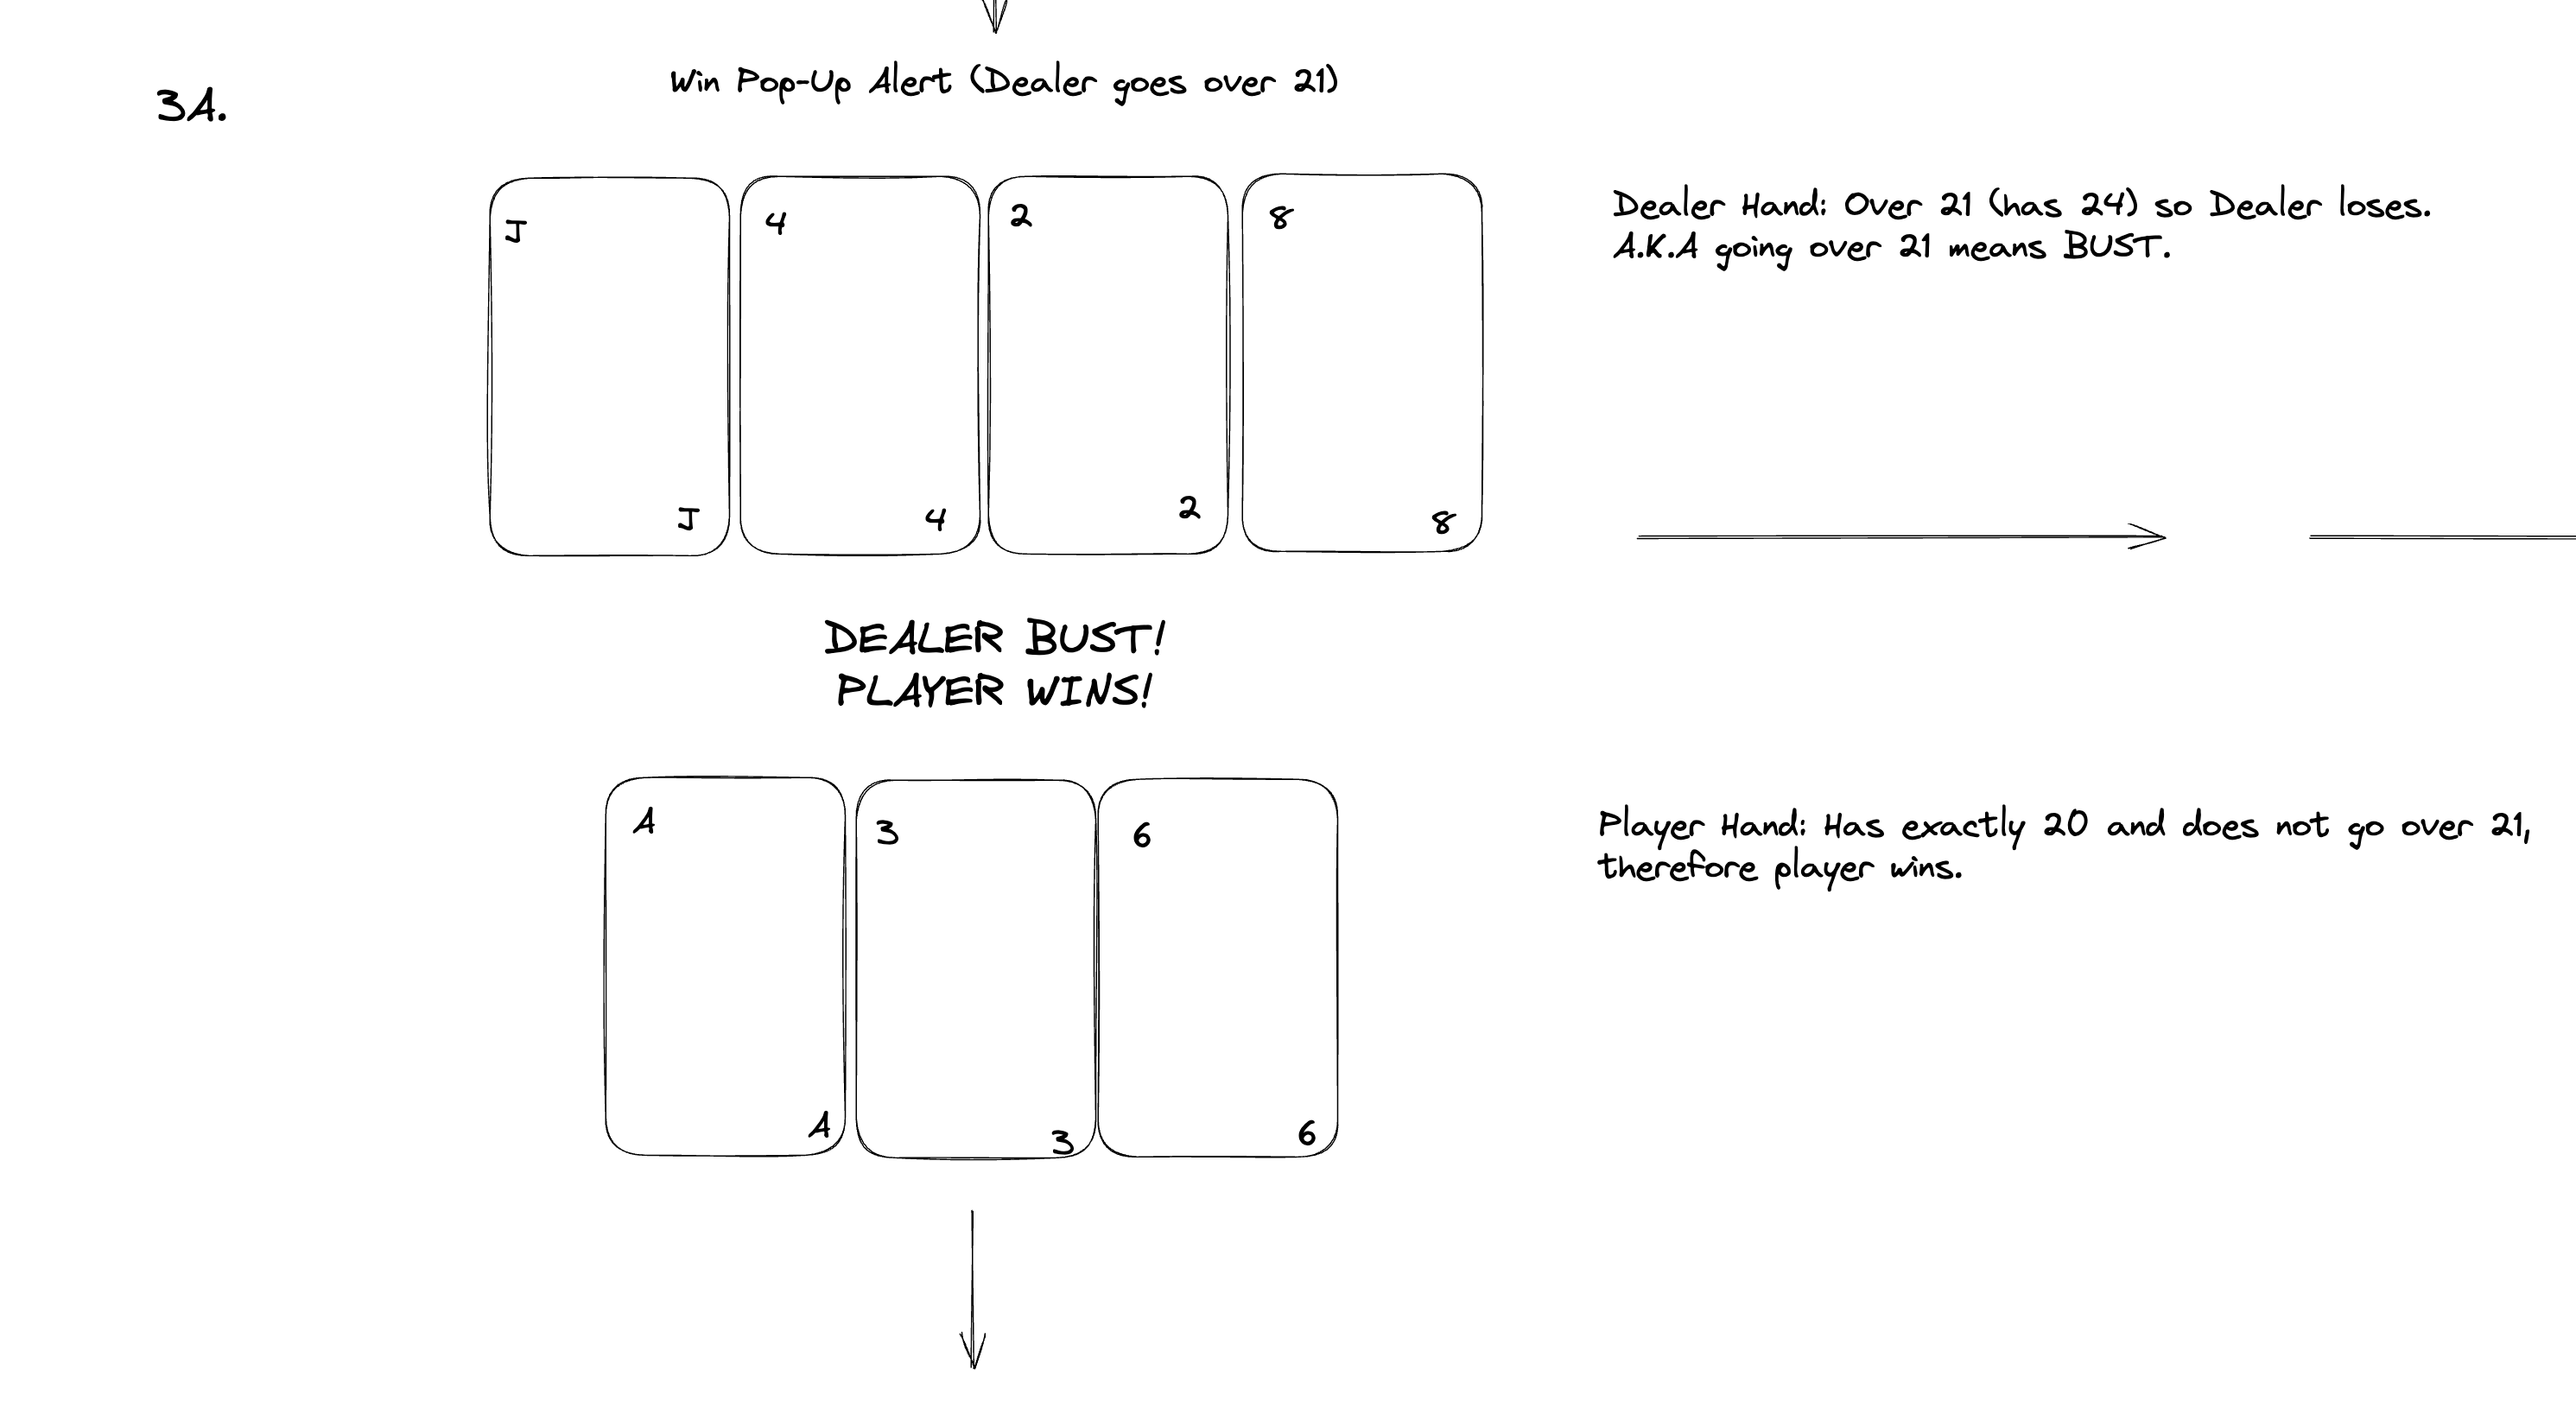 3A.
Win Pop-Up Alert (Dealer goes over 21)
J
4
2
8
J
4
2
8
Dealer Hand: Over 21 (has 24) so Dealer loses.
A.K.A going over 21 means BUST.
DEALER BUST!
PLAYER WINS!
A
3
6
A
3
6
Player Hand: Has exactly 20 and does not go over 21,
therefore player wins.